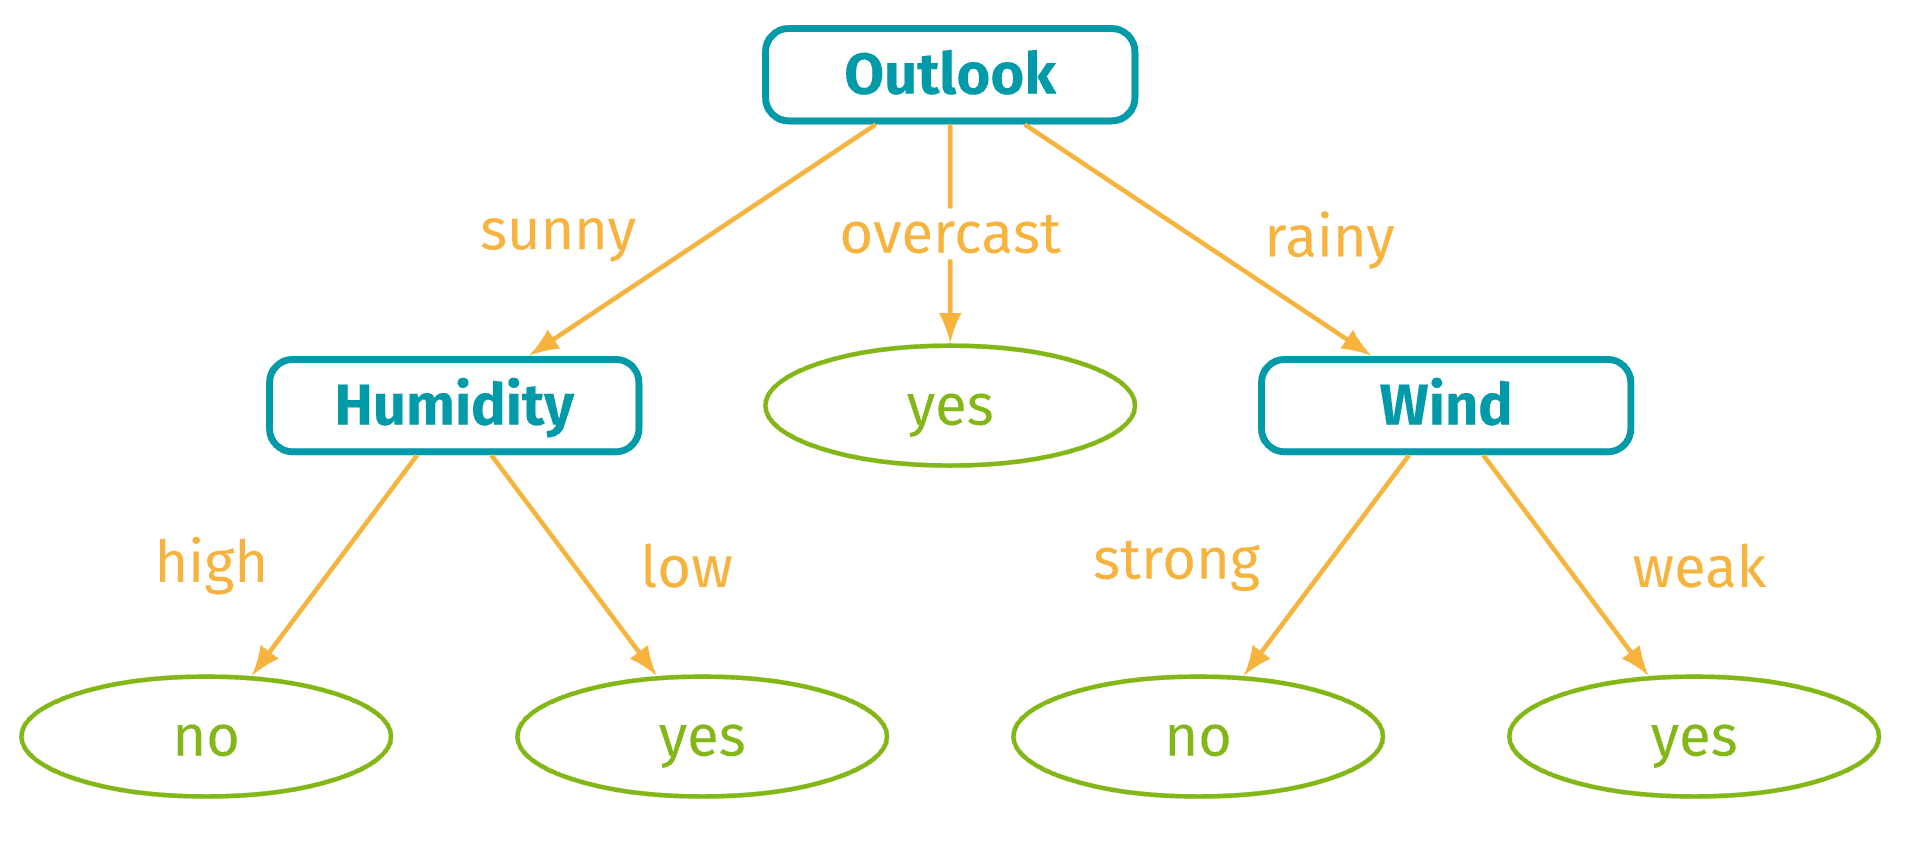 Outlook
sunny
overcast
rainy
Humidity
yes
Wind
high
low
strong
weak
no
yes
no
yes